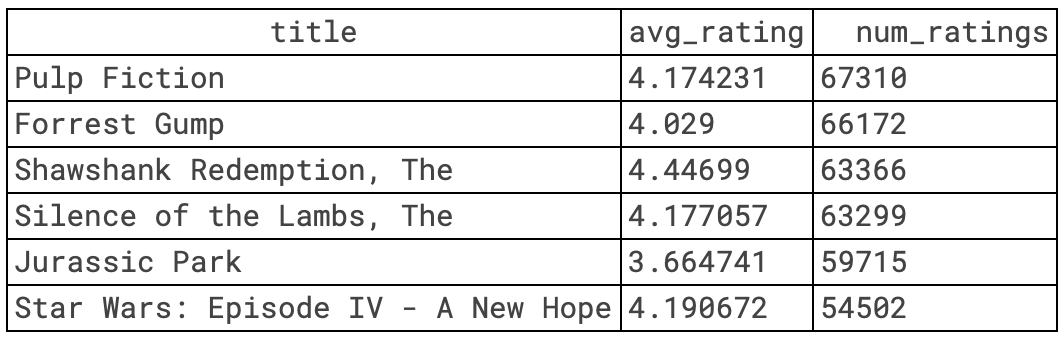 title avg_rating num_ratings
Pulp Fiction 4.174231 67310
Forrest Gump 4.029 66172
Shawshank Redemption, The 4.44699 63366
Silence of the Lambs, The 4.177057 63299
Jurassic Park 3.664741 59715
Star Wars: Episode IV - A New Hope 4.190672 54502